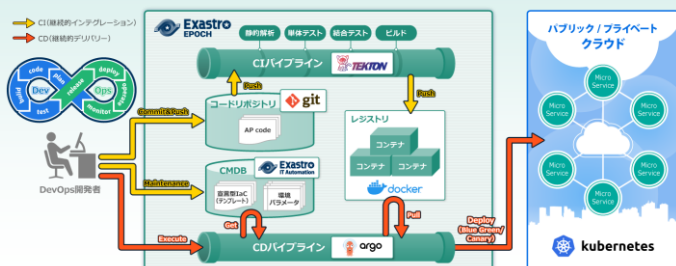 CI(継続的インテグレーション)
CD(継続的デリバリー)
code
plan
build
test
Dev
release
deploy
operate
monitor
Ops
DevOps開発者
Commit&Push
Maintenance
Execute
Exastro
EPOCH
静的解析
単体テスト
結合テスト
ビルド
CIパイプライン
TEKTON
Push
Push
コードリポジトリ
git
AP code
CMDB
Exastro
IT Automation
宣言型IaC
(テンプレート)
環境
パラメータ
Get
レジストリ
コンテナ
コンテナ
コンテナ
docker
Pull
CDパイプライン
argo
Deploy
(Blue Green/
Canary)
パブリック / プライベート
クラウド
Micro
Service
Micro
Service
Micro
Service
Micro
Service
Micro
Service
Micro
Service
kubernetes